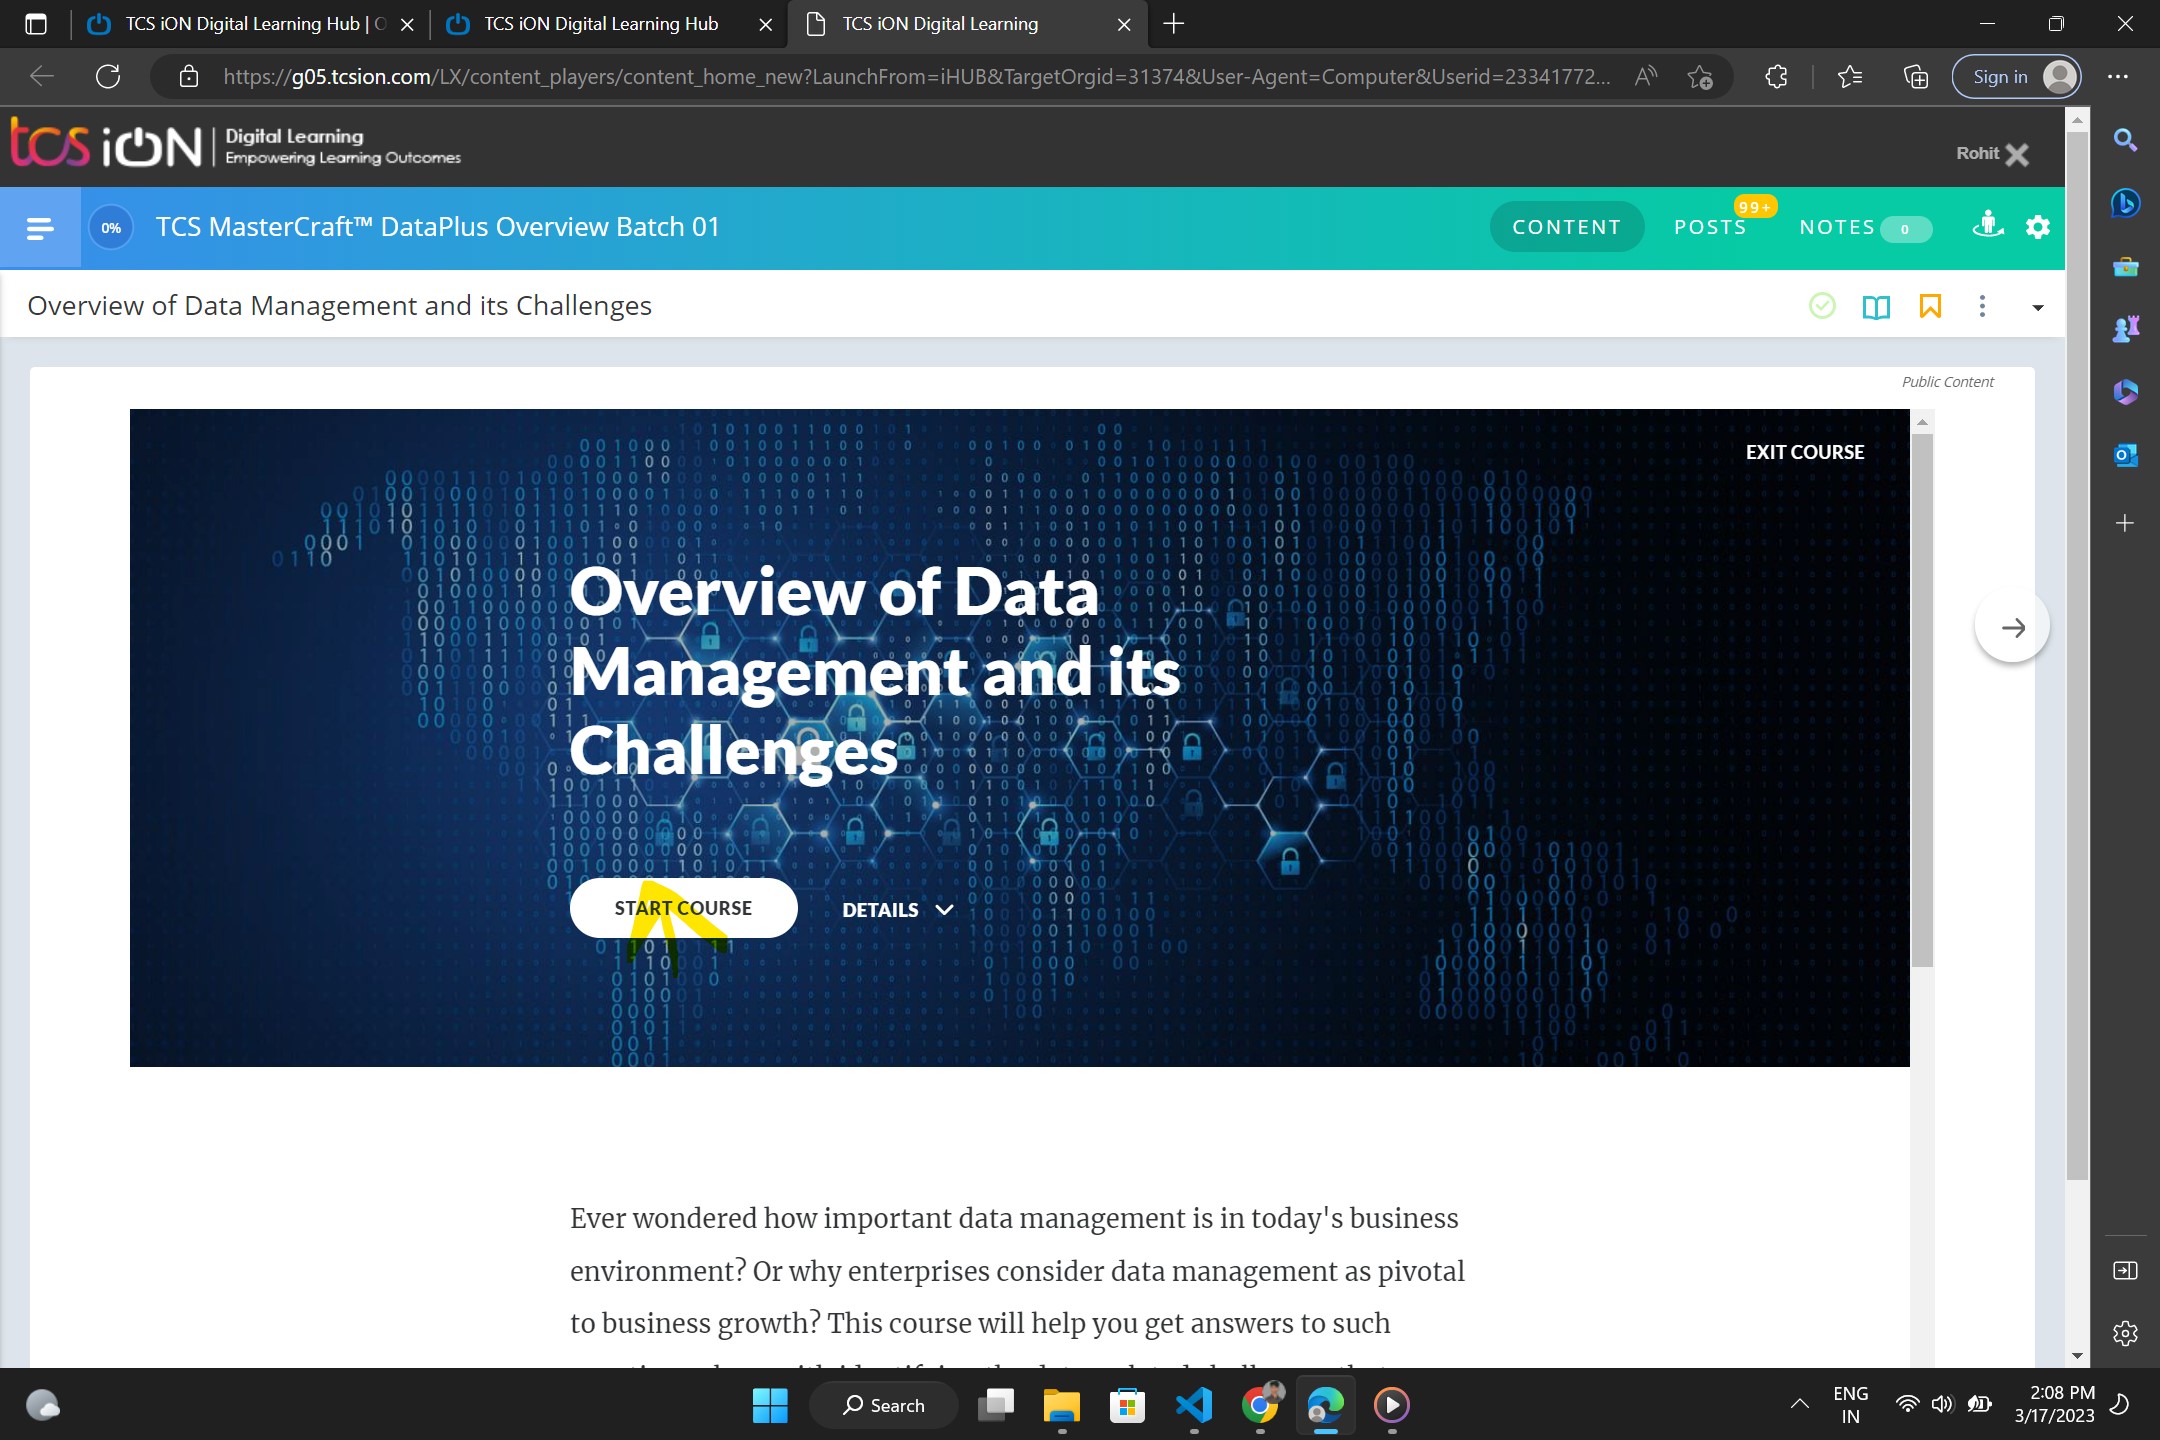 TCS iON Digital Learning Hub | O
TCS iON Digital Learning Hub
TCS iON Digital Learning
https://g05.tcsion.com/LX/content_players/content_home_new?LaunchFrom=iHUB&TargetOrgid=31374&User-Agent=Computer&Userid=23341772...
Sign in
tcs iON
Digital Learning
Empowering Learning Outcomes
Rohit
0%
TCS MasterCraft™ DataPlus Overview Batch 01
CONTENT
POSTS
99+
NOTES
0
Overview of Data Management and its Challenges
Public Content
EXIT COURSE
Overview of Data
Management and its
Challenges
START COURSE
DETAILS
Ever wondered how important data management is in today's business
environment? Or why enterprises consider data management as pivotal
to business growth? This course will help you get answers to such
Search
ENG
IN
2:08 PM
3/17/2023